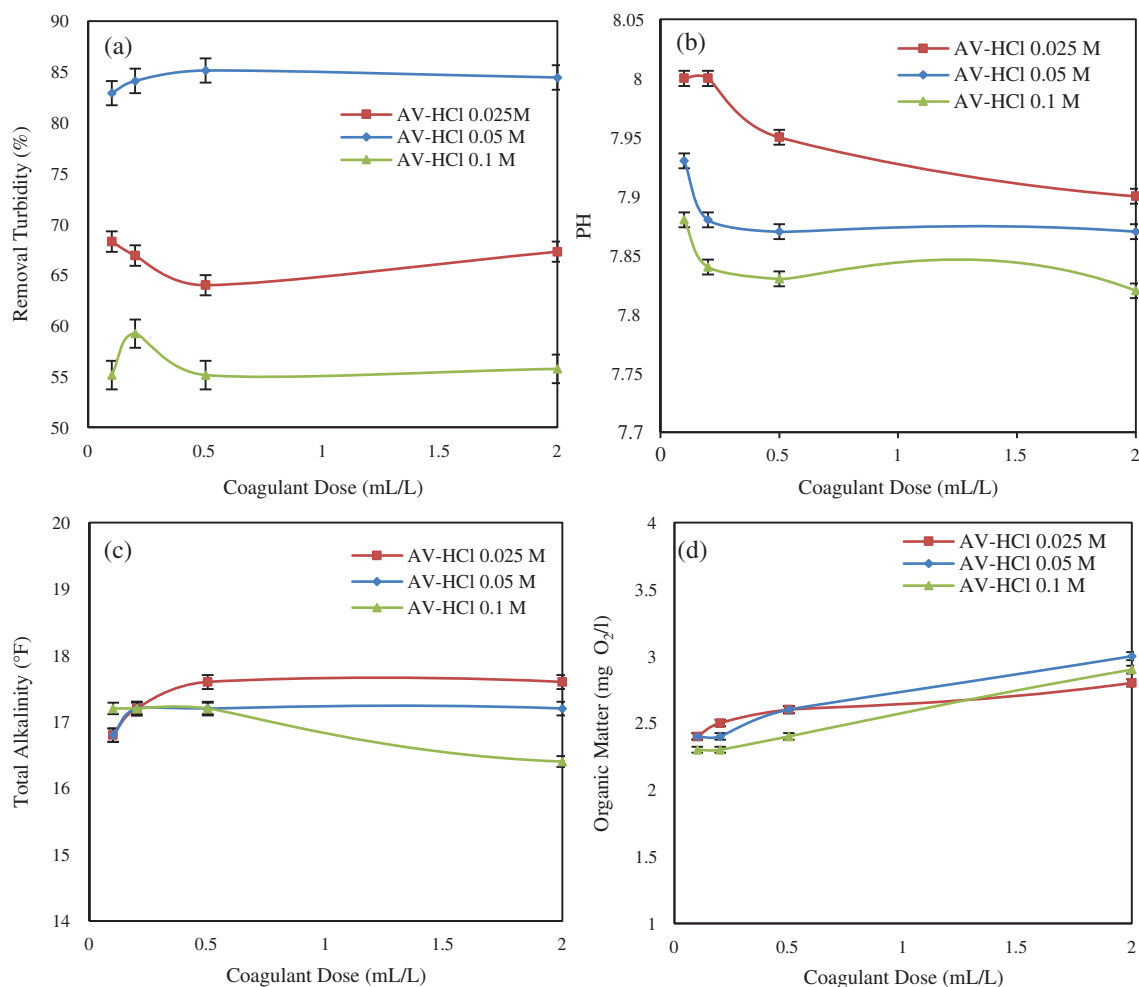 (a)
90
85
80
75
70
65
60
55
50
Removal Turbidity (%)
AV-HCl 0.025M
AV-HCl 0.05 M
AV-HCl 0.1 M
0
0.5
1
1.5
2
Coagulant Dose (mL/L)
(b)
8.05
8
7.95
7.9
7.85
7.8
7.75
7.7
PH
AV-HCl 0.025 M
AV-HCl 0.05 M
AV-HCl 0.1 M
0
0.5
1
1.5
2
Coagulant Dose (mL/L)
(c)
20
19
18
17
16
15
14
Total Alkalinity (°F)
AV-HCl 0.025 M
AV-HCl 0.05 M
AV-HCl 0.1 M
0
0.5
1
1.5
2
Coagulant Dose (mL/L)
(d)
4
3.5
3
2.5
2
1.5
1
Organic Matter (mg O₂/l)
AV-HCl 0.025 M
AV-HCl 0.05 M
AV-HCl 0.1 M
0
0.5
1
1.5
2
Coagulant Dose (mL/L)